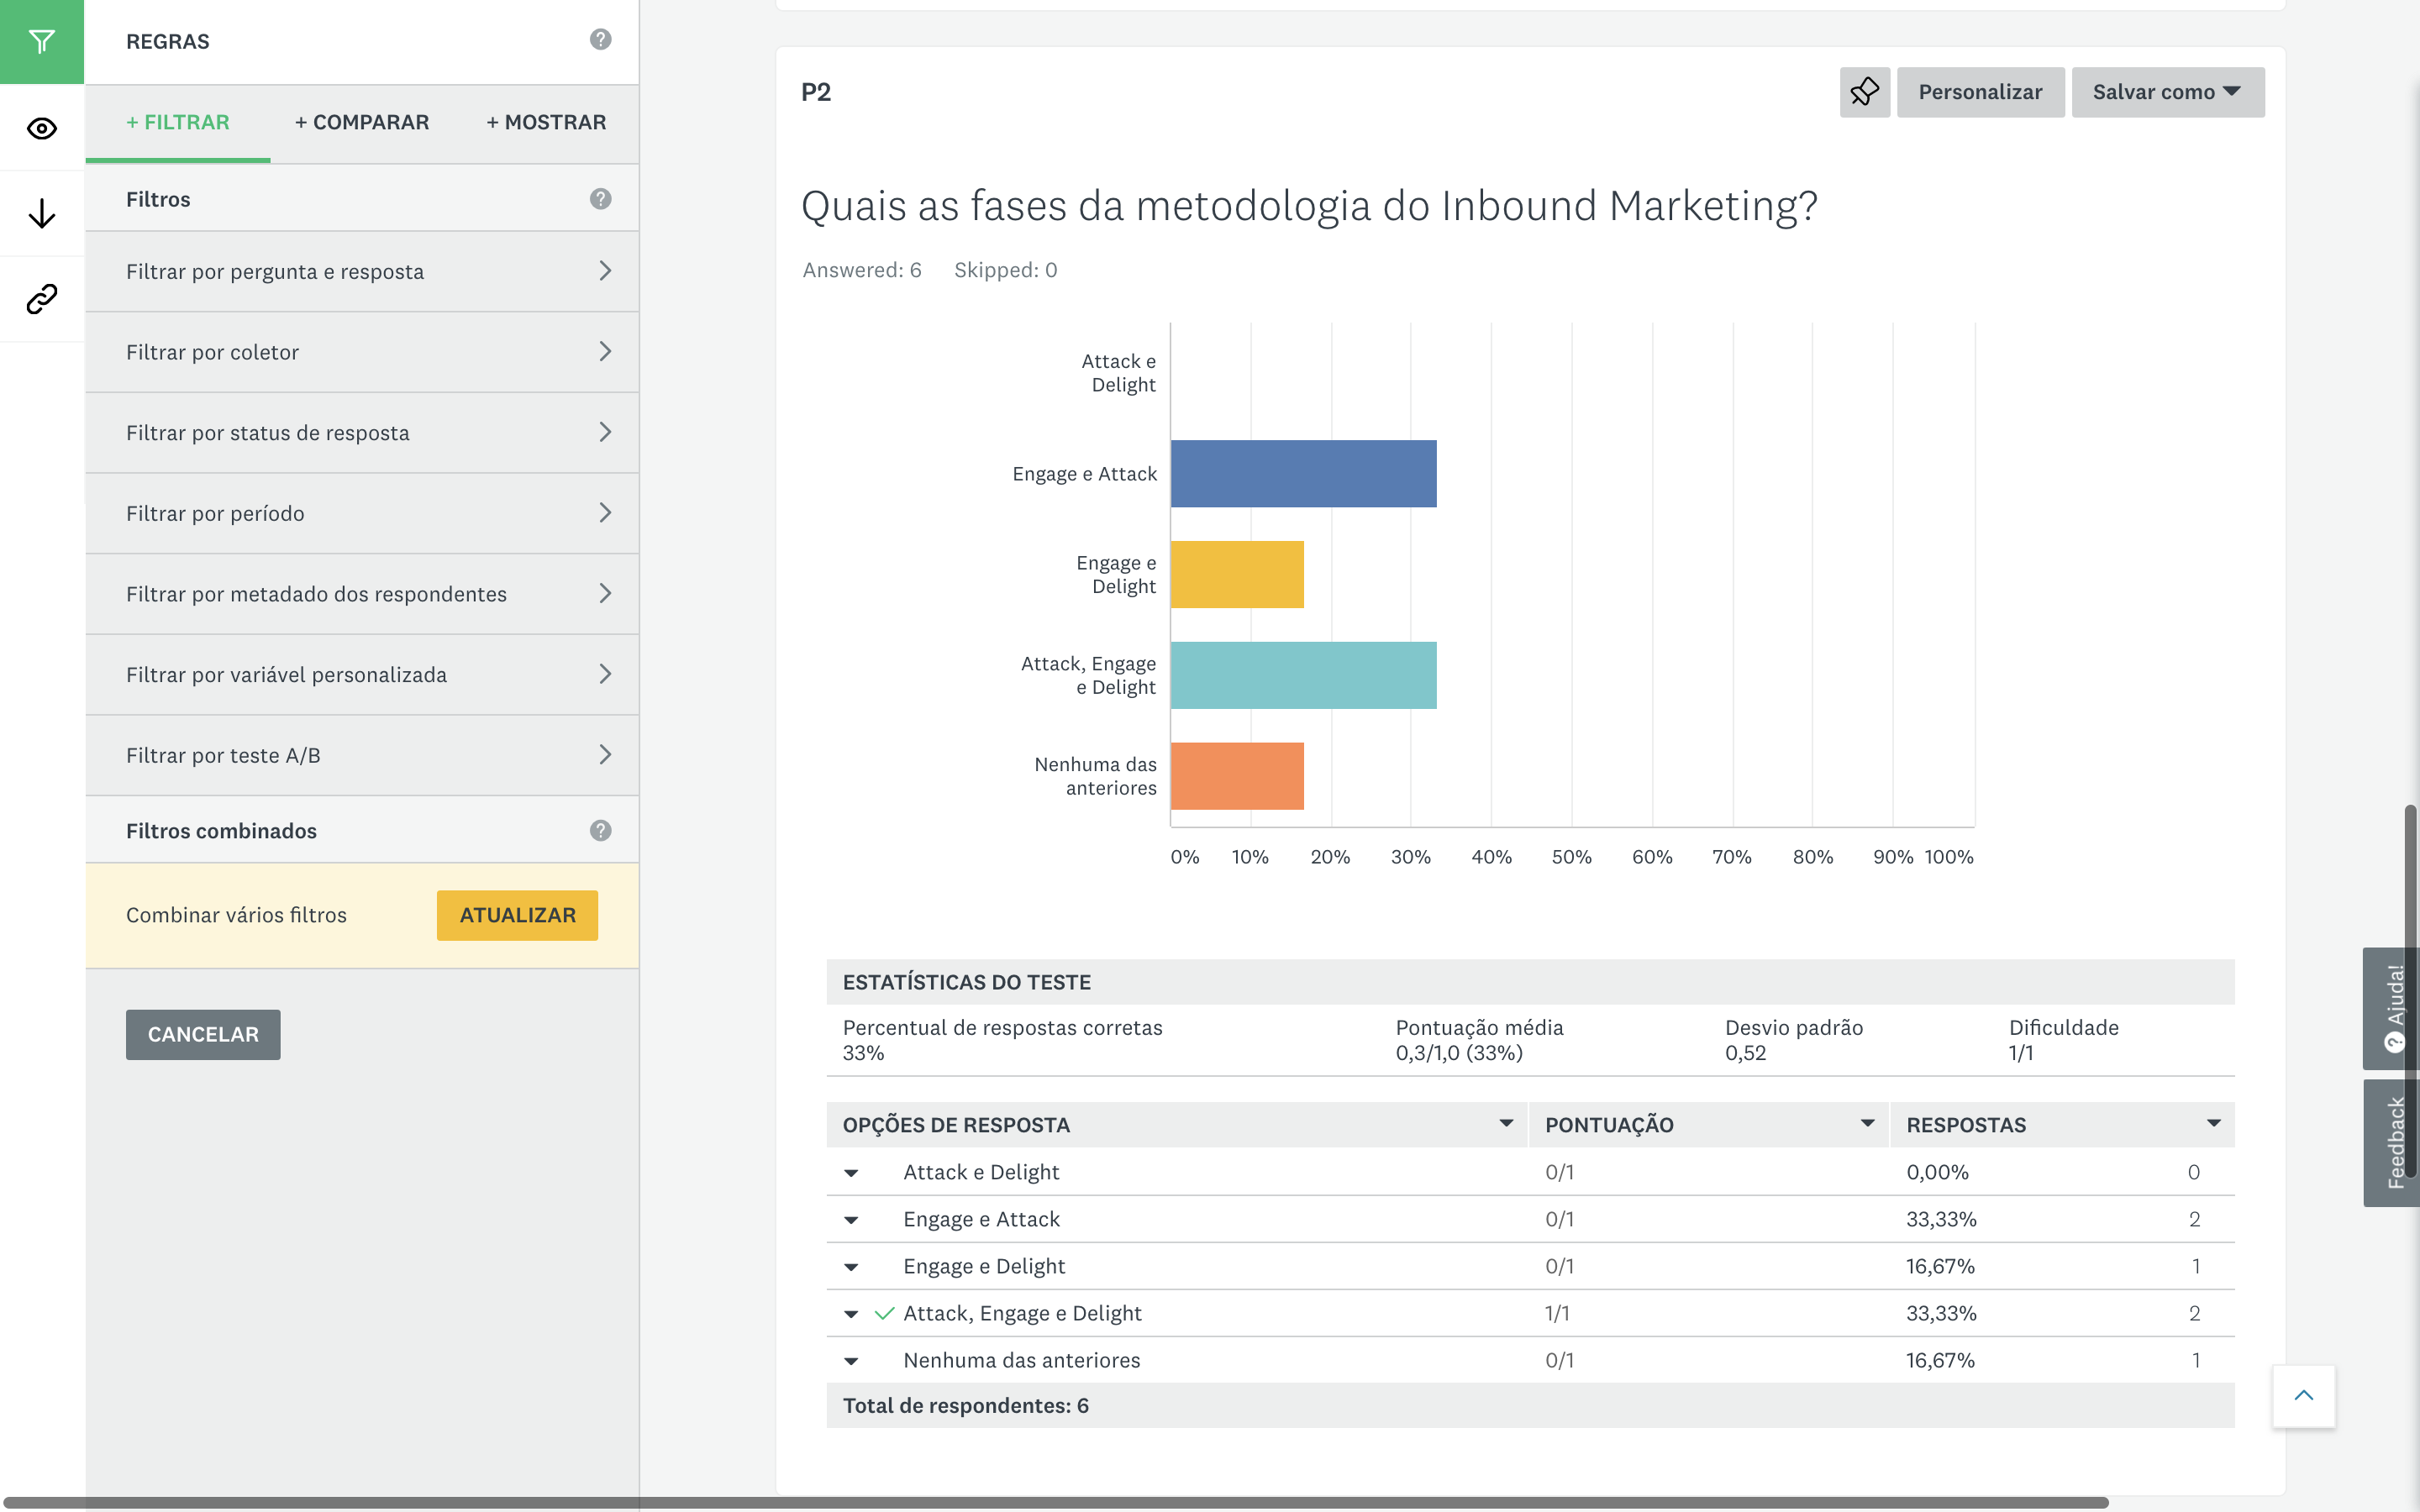 REGRAS
+ FILTRAR
+ COMPARAR
+ MOSTRAR
Filtros
Filtrar por pergunta e resposta
Filtrar por coletor
Filtrar por status de resposta
Filtrar por período
Filtrar por metadado dos respondentes
Filtrar por variável personalizada
Filtrar por teste A/B
Filtros combinados
Combinar vários filtros
ATUALIZAR
CANCELAR
P2
Personalizar
Salvar como
Quais as fases da metodologia do Inbound Marketing?
Answered: 6 Skipped: 0
Attack e
Delight
Engage e Attack
Engage e
Delight
Attack, Engage
e Delight
Nenhuma das
anteriores
0% 10% 20% 30% 40% 50% 60% 70% 80% 90% 100%
ESTATÍSTICAS DO TESTE
Percentual de respostas corretas Pontuação média Desvio padrão Dificuldade
33% 0,3/1,0 (33%) 0,52 1/1
OPÇÕES DE RESPOSTA PONTUAÇÃO RESPOSTAS
Attack e Delight 0/1 0,00% 0
Engage e Attack 0/1 33,33% 2
Engage e Delight 0/1 16,67% 1
Attack, Engage e Delight 1/1 33,33% 2
Nenhuma das anteriores 0/1 16,67% 1
Total de respondentes: 6
Ajuda!
Feedback